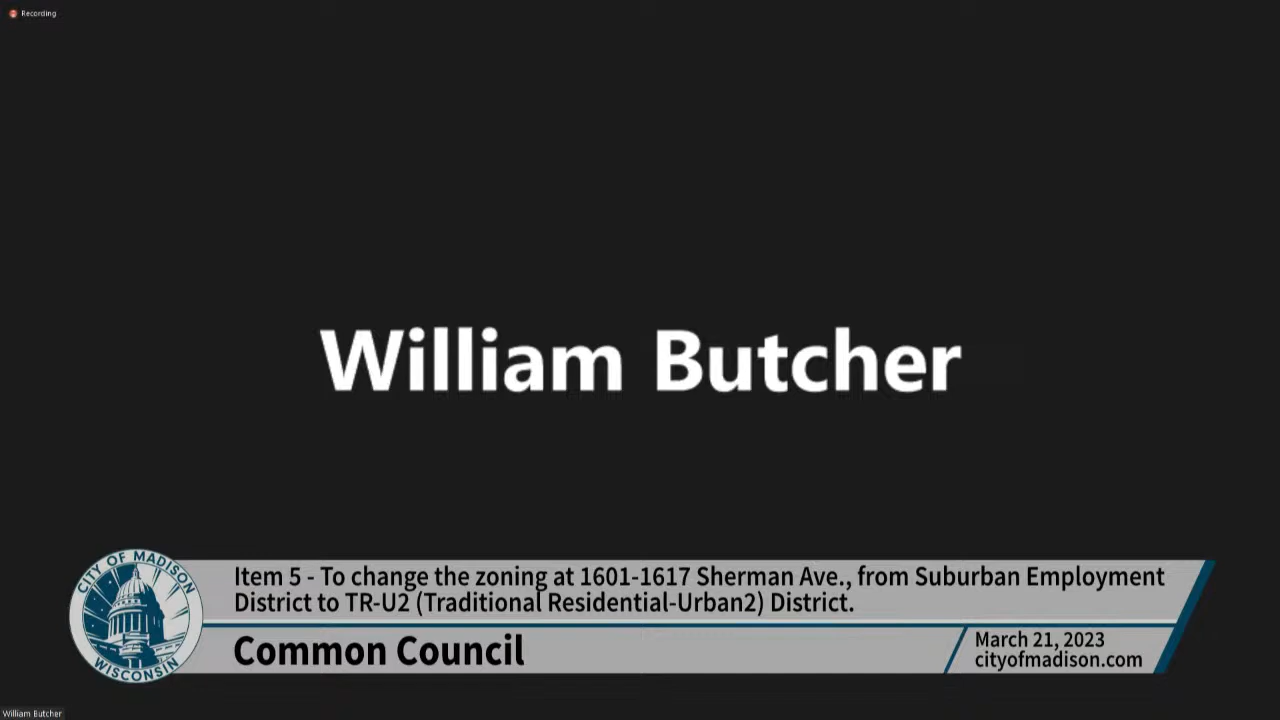 Recording
William Butcher
CITY OF MADISON
WISCONSIN
Item 5 - To change the zoning at 1601-1617 Sherman Ave., from Suburban Employment
District to TR-U2 (Traditional Residential-Urban2) District.
Common Council
March 21, 2023
cityofmadison.com
William Butcher